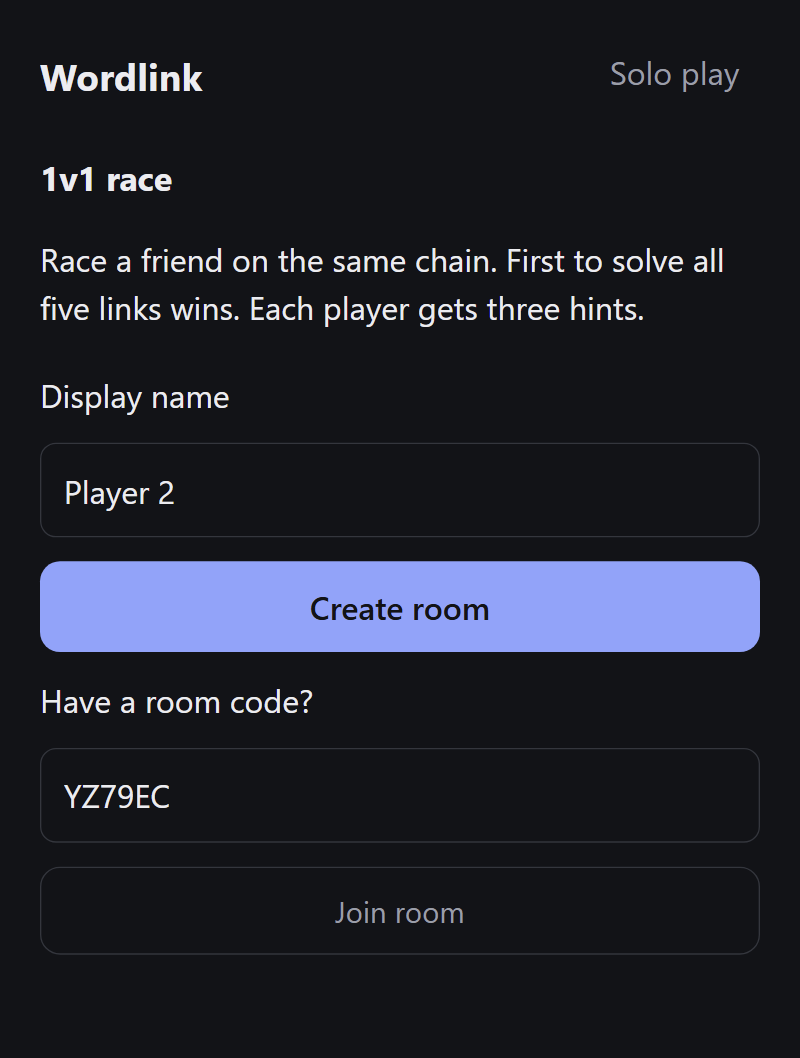 Wordlink
Solo play
1v1 race
Race a friend on the same chain. First to solve all
five links wins. Each player gets three hints.
Display name
Player 2
Create room
Have a room code?
YZ79EC
Join room